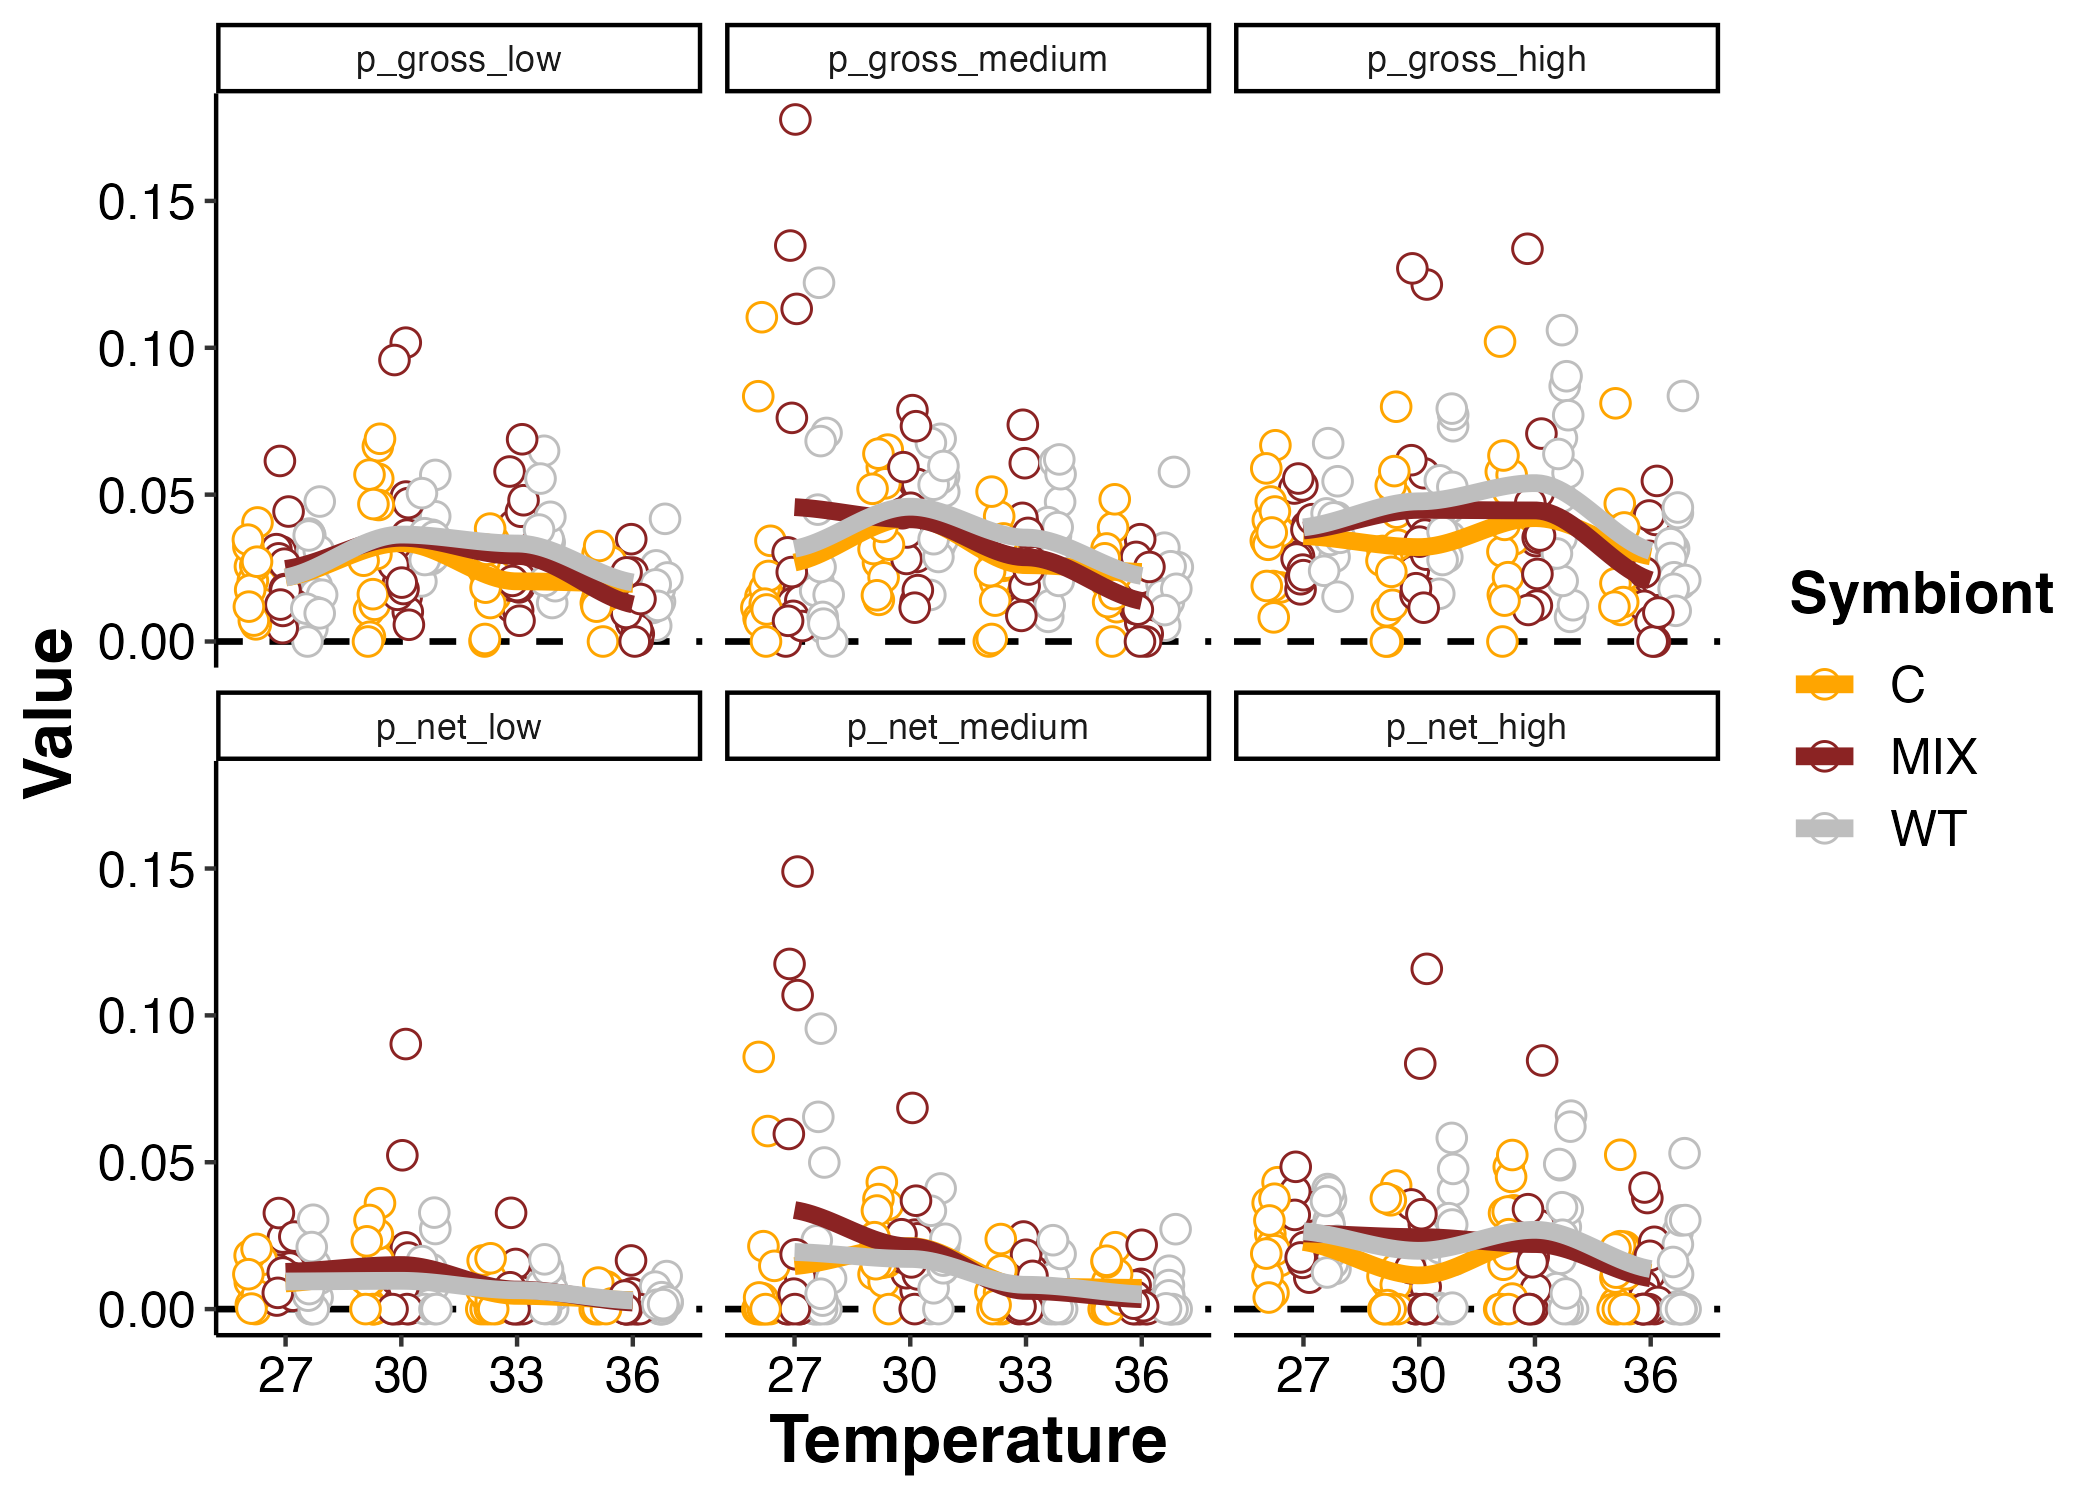 p_gross_low
p_gross_medium
p_gross_high
0.15
0.10
0.05
0.00
p_net_low
p_net_medium
p_net_high
0.15
0.10
0.05
0.00
27 30 33 36
27 30 33 36
27 30 33 36
Value
Temperature
Symbiont
C
MIX
WT